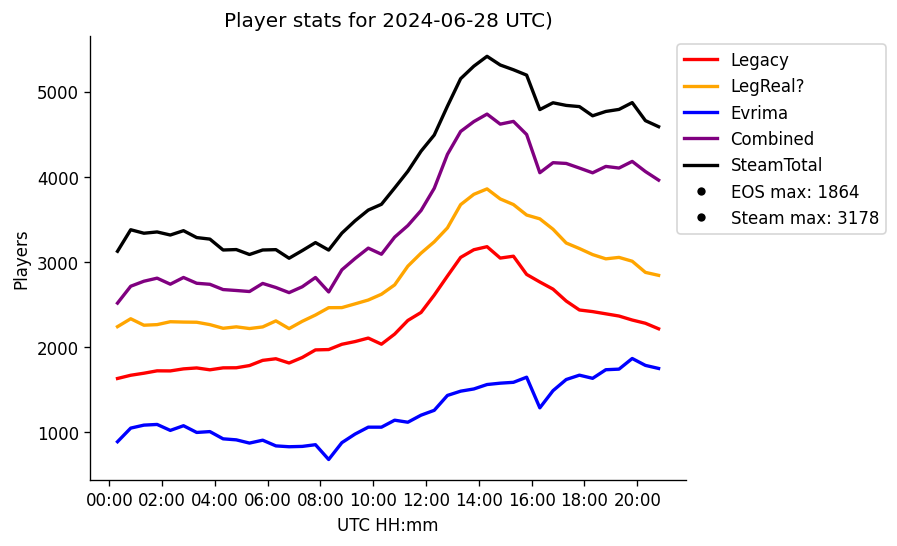 Player stats for 2024-06-28 UTC)
Legacy
LegReal?
Evrima
Combined
SteamTotal
EOS max: 1864
Steam max: 3178
Players
5000
4000
3000
2000
1000
00:00 02:00 04:00 06:00 08:00 10:00 12:00 14:00 16:00 18:00 20:00
UTC HH:mm